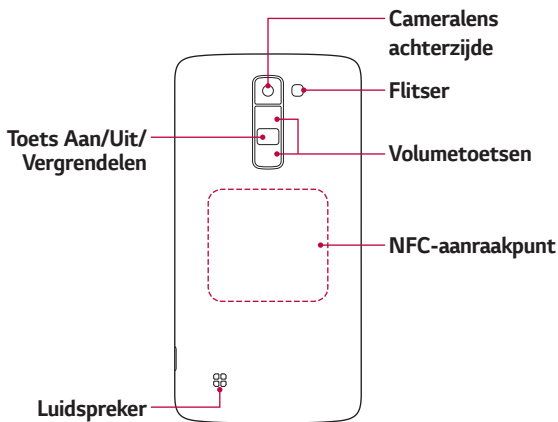 Cameralens
achterzijde
Flitser
Toets Aan/Uit/
Vergrendelen
Volumetoetsen
NFC-aanraakpunt
Luidspreker